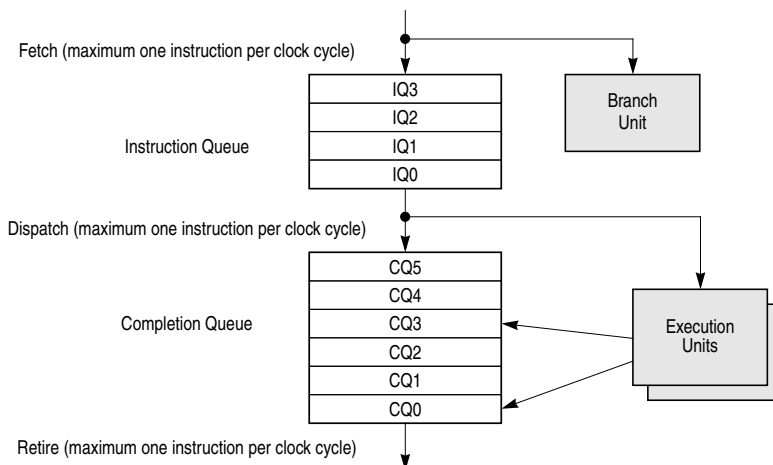 Fetch (maximum one instruction per clock cycle)
IQ3
IQ2
IQ1
IQ0
Instruction Queue
Branch
Unit
Dispatch (maximum one instruction per clock cycle)
CQ5
CQ4
CQ3
CQ2
CQ1
CQ0
Completion Queue
Execution
Units
Retire (maximum one instruction per clock cycle)